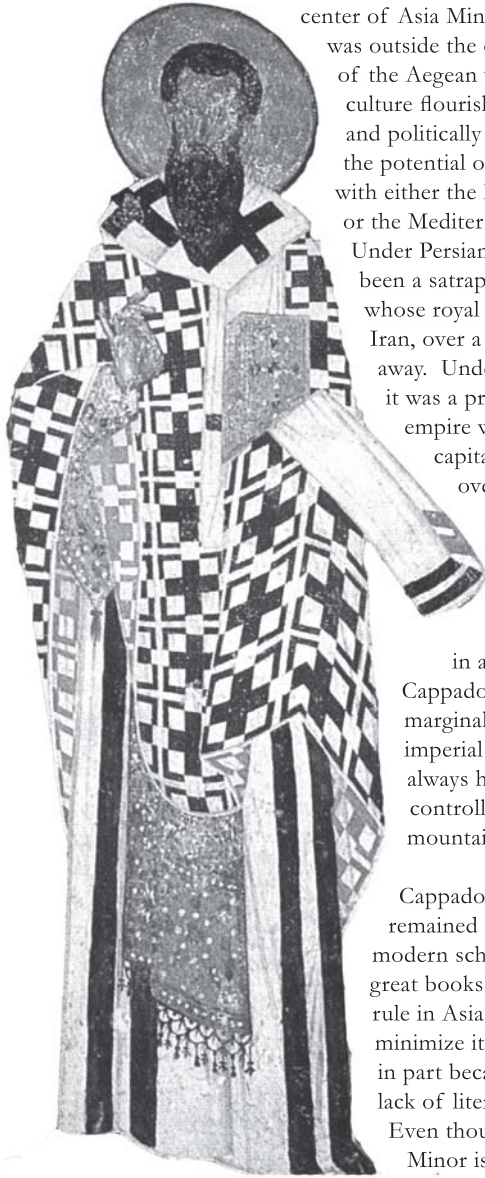 center of Asia Min
was outside the
of the Aegean
culture flourish
and politically
the potential o
with either the
or the Mediter
Under Persian
been a satrap
whose royal
Iran, over a
away. Unde
it was a pr
empire w
capita
ove
in a
Cappado
marginal
imperial
always h
controll
mountai
Cappado
remained
modern sch
great books
rule in Asia
minimize it
in part beca
lack of liter
Even thou
Minor is